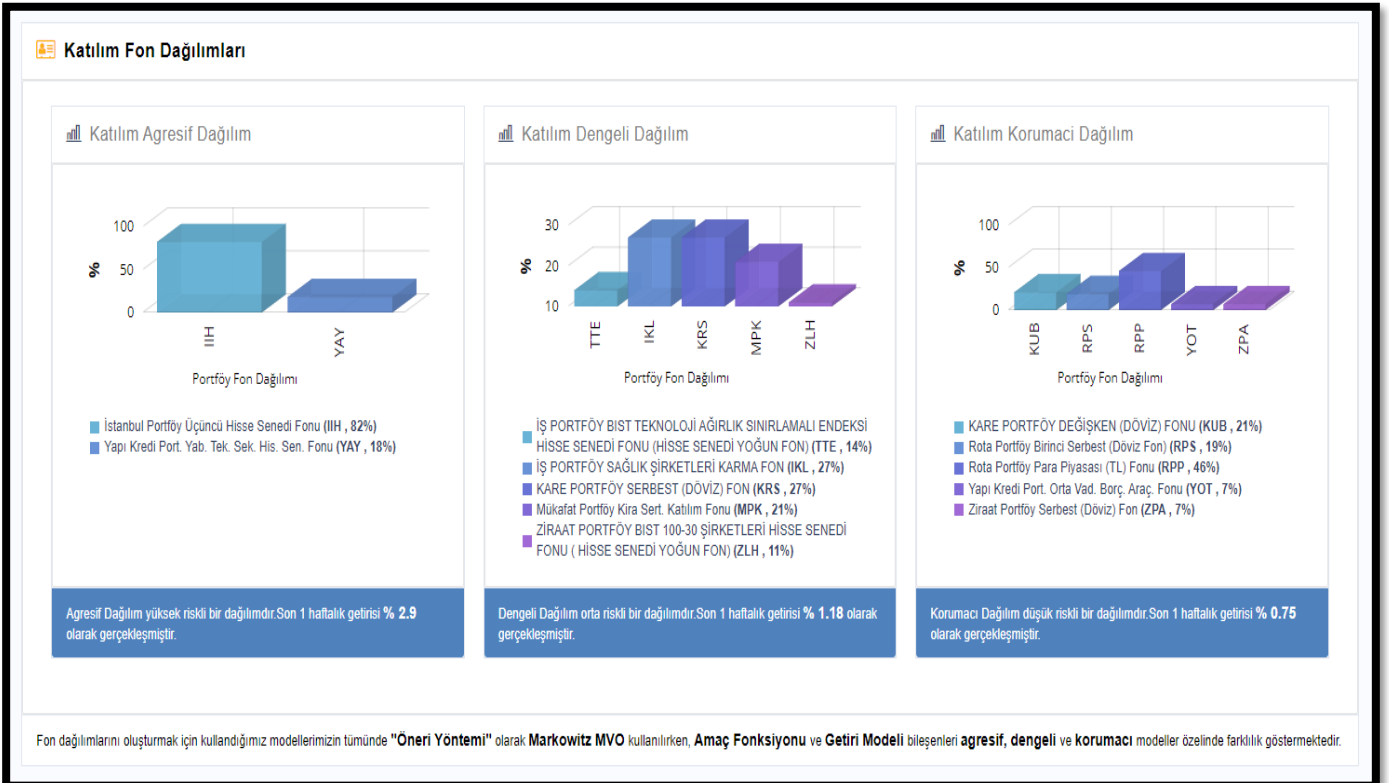 Katılım Fon Dağılımları
Katılım Agresif Dağılım
100
50
0
%
IIH
YAY
Portföy Fon Dağılımı
İstanbul Portföy Üçüncü Hisse Senedi Fonu (IIH , 82%)
Yapı Kredi Port. Yab. Tek. Sek. His. Sen. Fonu (YAY , 18%)
Agresif Dağılım yüksek riskli bir dağılımdır.Son 1 haftalık getirisi % 2.9
olarak gerçekleşmiştir.
Katılım Dengeli Dağılım
30
20
10
%
TTE
IKL
KRS
MPK
ZLH
Portföy Fon Dağılımı
İŞ PORTFÖY BIST TEKNOLOJİ AĞIRLIK SINIRLAMALI ENDEKSİ
HİSSE SENEDİ FONU (HİSSE SENEDİ YOĞUN FON) (TTE , 14%)
İŞ PORTFÖY SAĞLIK ŞİRKETLERİ KARMA FON (IKL , 27%)
KARE PORTFÖY SERBEST (DÖVİZ) FON (KRS , 27%)
Mükafat Portföy Kira Sert. Katılım Fonu (MPK , 21%)
ZİRAAT PORTFÖY BIST 100-30 ŞİRKETLERİ HİSSE SENEDİ
FONU ( HİSSE SENEDİ YOĞUN FON) (ZLH , 11%)
Dengeli Dağılım orta riskli bir dağılımdır.Son 1 haftalık getirisi % 1.18 olarak
gerçekleşmiştir.
Katılım Korumaci Dağılım
100
50
0
%
KUB
RPS
RPP
YOT
ZPA
Portföy Fon Dağılımı
KARE PORTFÖY DEĞİŞKEN (DÖVİZ) FONU (KUB , 21%)
Rota Portföy Birinci Serbest (Döviz Fon) (RPS , 19%)
Rota Portföy Para Piyasası (TL) Fonu (RPP , 46%)
Yapı Kredi Port. Orta Vad. Borç. Araç. Fonu (YOT , 7%)
Ziraat Portföy Serbest (Döviz) Fon (ZPA , 7%)
Korumacı Dağılım düşük riskli bir dağılımdır.Son 1 haftalık getirisi % 0.75
olarak gerçekleşmiştir.
Fon dağılımlarını oluşturmak için kullandığımız modellerimizin tümünde "Öneri Yöntemi" olarak Markowitz MVO kullanılırken, Amaç Fonksiyonu ve Getiri Modeli bileşenleri agresif, dengeli ve korumacı modeller özelinde farklılık göstermektedir.